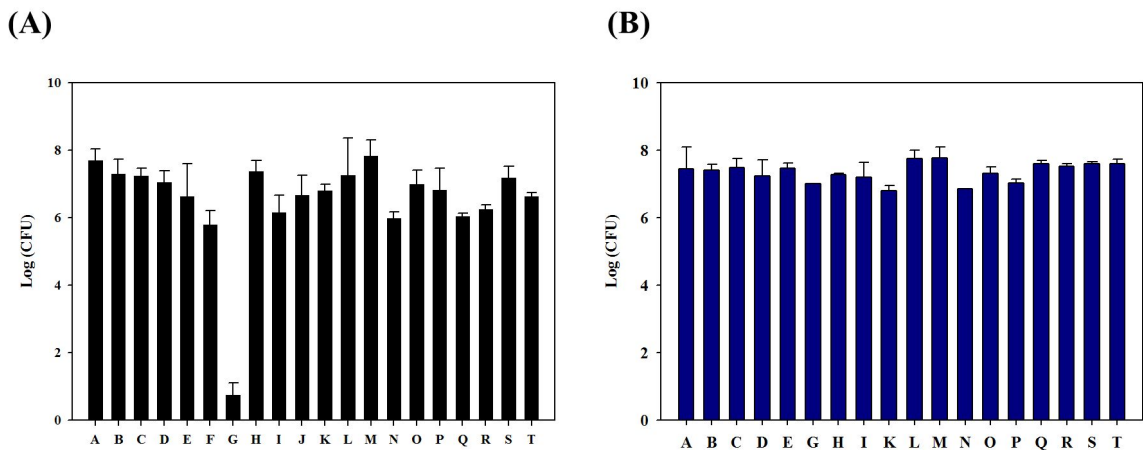 (A)
10
8
6
4
2
0
Log (CFU)
A B C D E F G H I J K L M N O P Q R S T
(B)
10
8
6
4
2
0
Log (CFU)
A B C D E G H I K L M N O P Q R S T